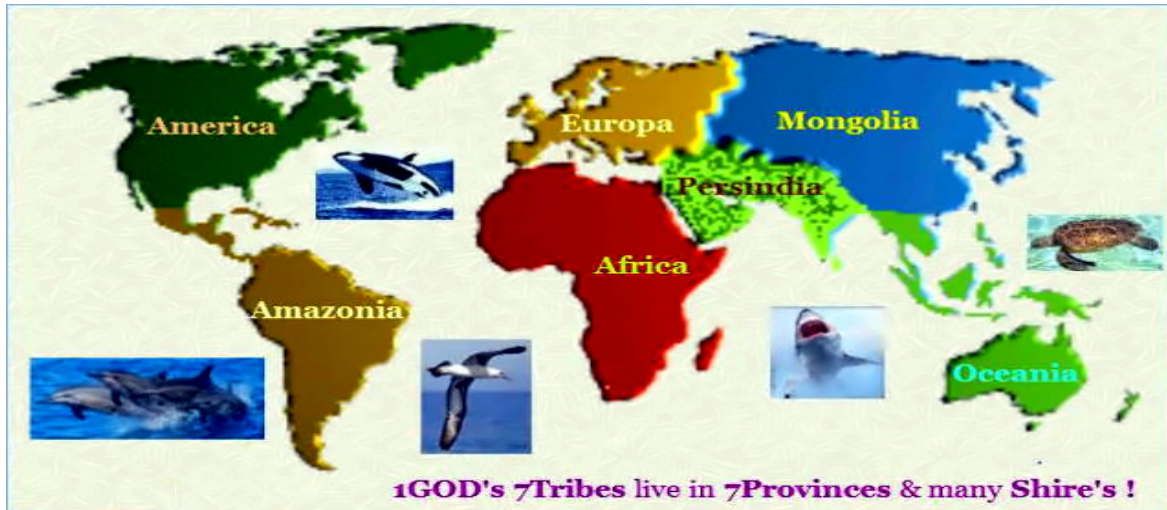 America
Europa
Mongolia
Persindia
Africa
Amazonia
Oceania
1GOD's 7Tribes live in 7Provinces & many Shire's !